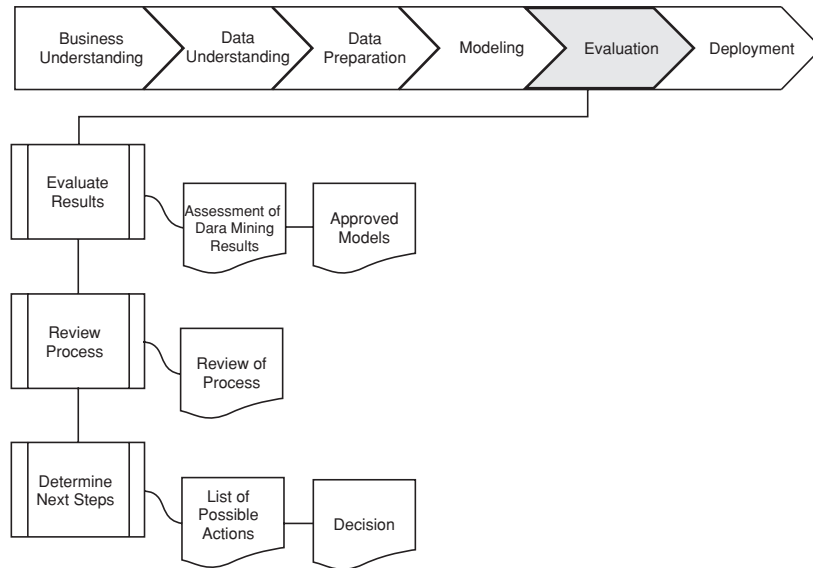 Business
Understanding
Data
Understanding
Data
Preparation
Modeling
Evaluation
Deployment
Evaluate
Results
Assessment of
Dara Mining
Results
Approved
Models
Review
Process
Review of
Process
Determine
Next Steps
List of
Possible
Actions
Decision